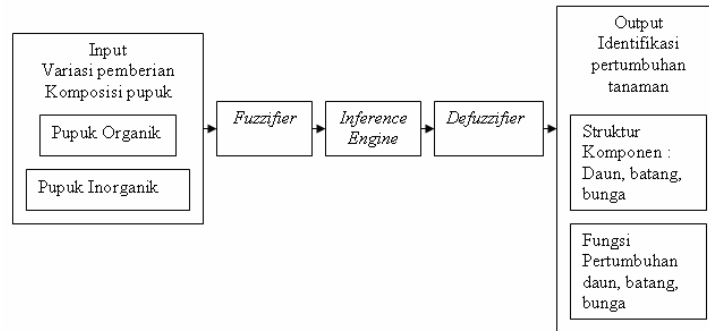 Input
Variasi pemberian
Komposisi pupuk
Pupuk Organik
Pupuk Inorganik
Fuzzifier
Inference
Engine
Defuzzifier
Output
Identifikasi
pertumbuhan
tanaman
Struktur
Komponen :
Daun, batang,
bunga
Fungsi
Pertumbuhan
daun, batang,
bunga